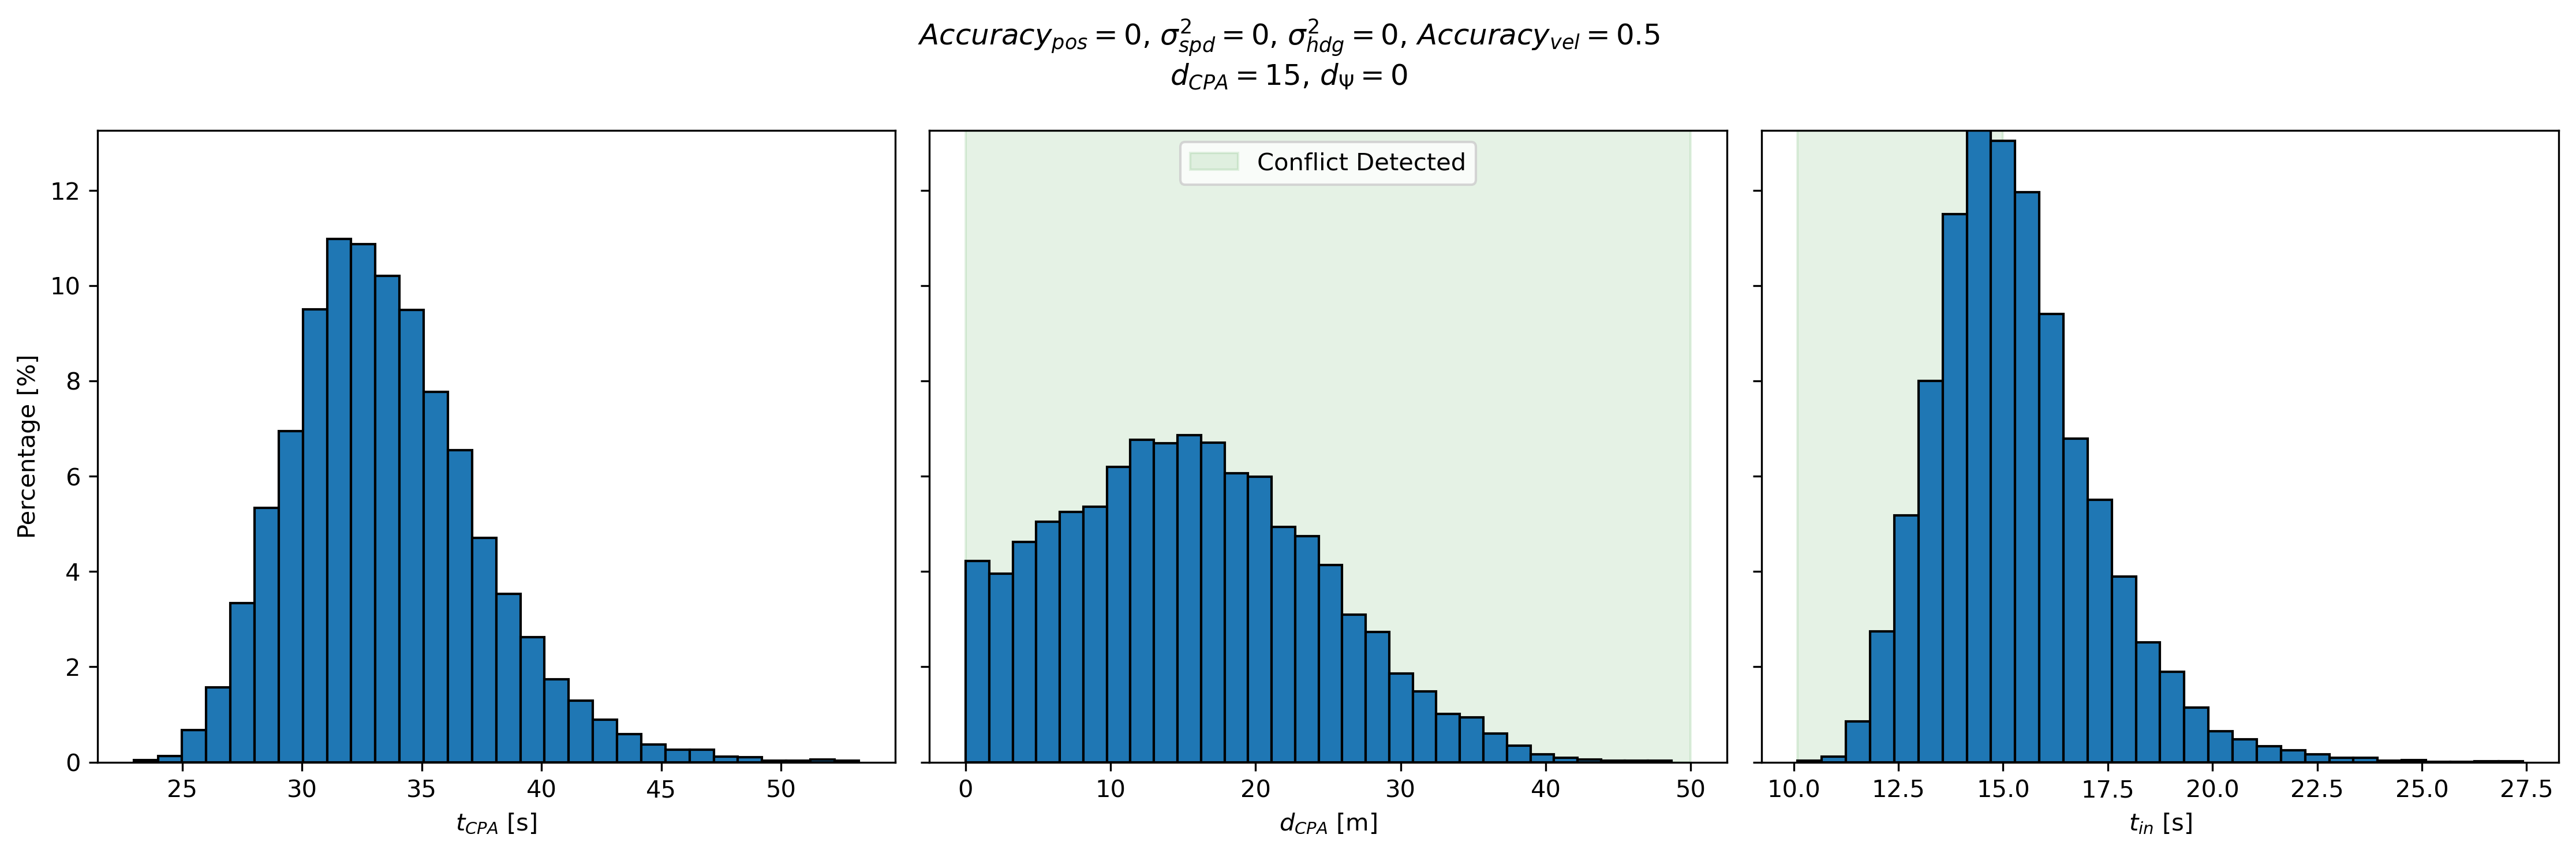 Accuracy_pos = 0, σ²_spd = 0, σ²_hdg = 0, Accuracy_vel = 0.5
d_CPA = 15, d_Ψ = 0
Percentage [%]
12
10
8
6
4
2
0
25 30 35 40 45 50
t_CPA [s]
Conflict Detected
0 10 20 30 40 50
d_CPA [m]
10.0 12.5 15.0 17.5 20.0 22.5 25.0 27.5
t_in [s]